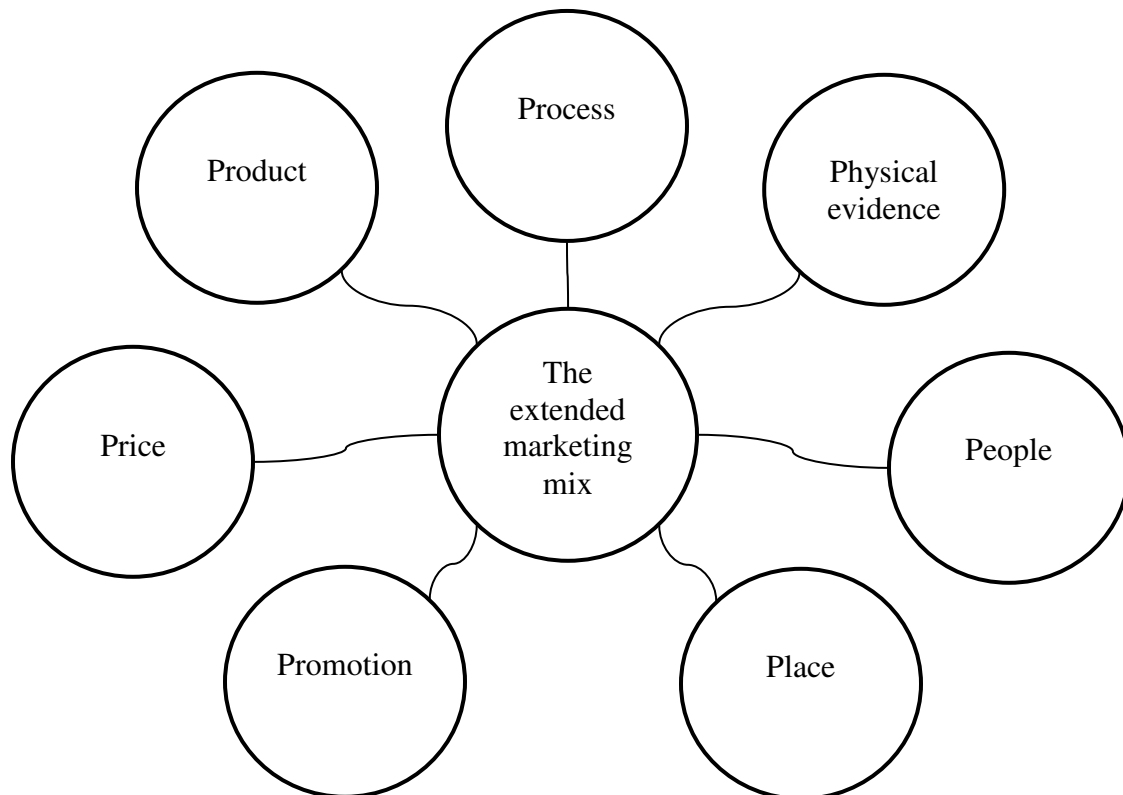 Process
Product
Physical
evidence
The
extended
marketing
mix
Price
People
Promotion
Place